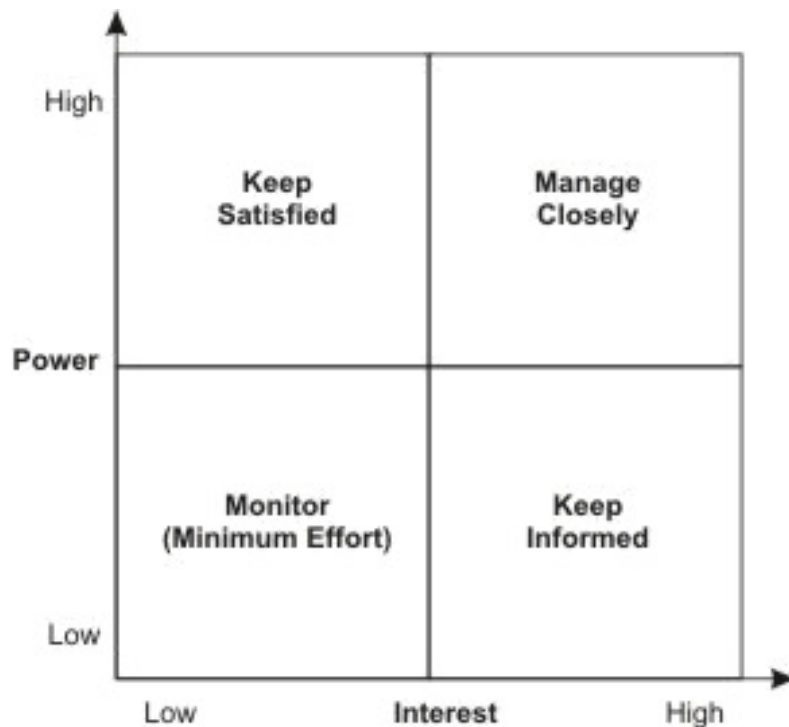 High
Keep
Satisfied
Manage
Closely
Power
Monitor
(Minimum Effort)
Keep
Informed
Low
Low Interest High